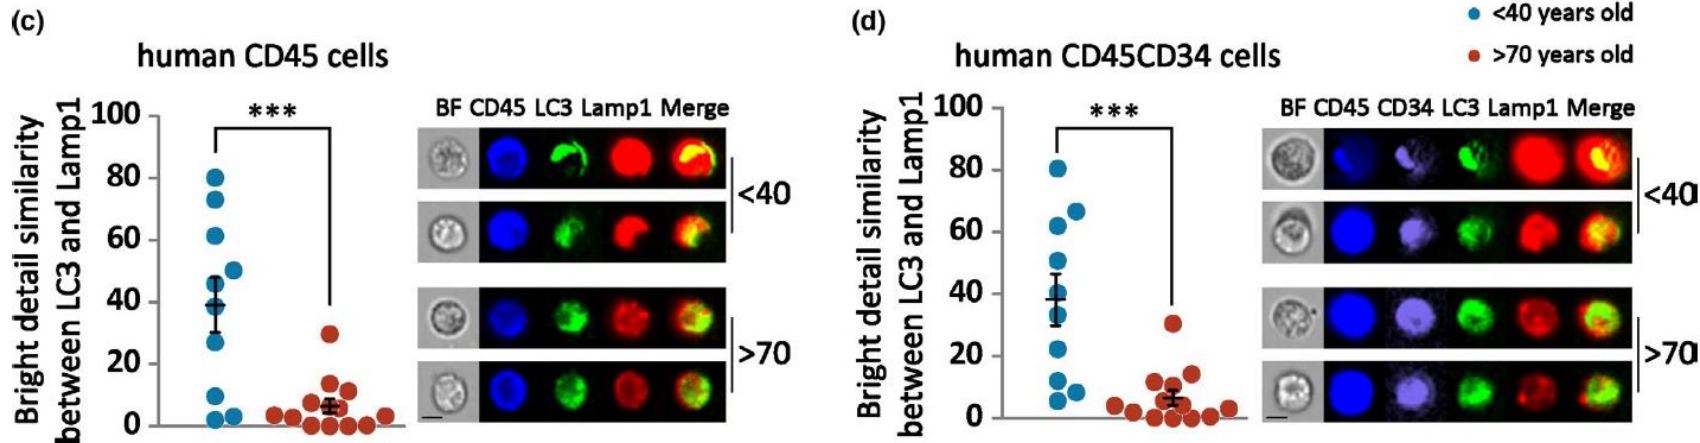 (c)
human CD45 cells
Bright detail similarity
between LC3 and Lamp1
100
80
60
40
20
0
***
BF CD45 LC3 Lamp1 Merge
<40
>70
(d)
<40 years old
>70 years old
human CD45CD34 cells
Bright detail similarity
between LC3 and Lamp1
100
80
60
40
20
0
***
BF CD45 CD34 LC3 Lamp1 Merge
<40
>70